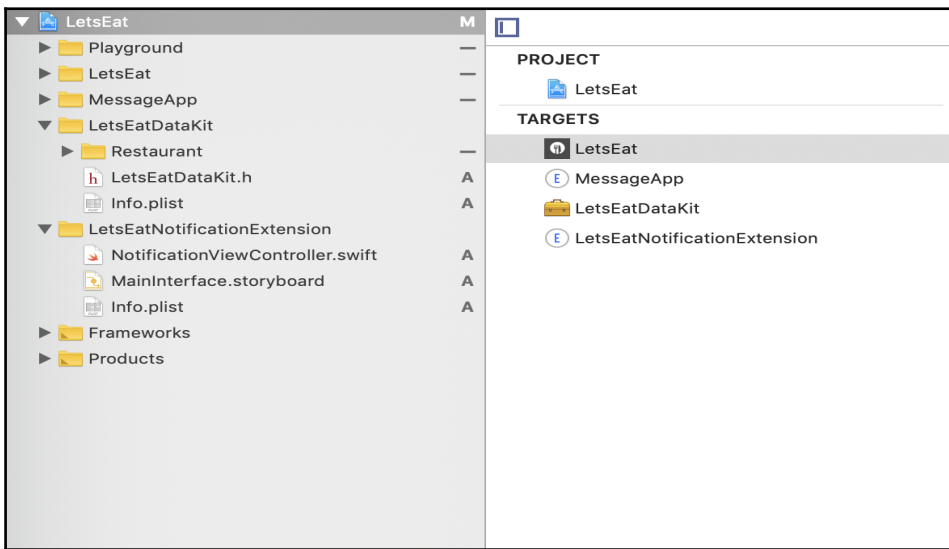 LetsEat M
Playground —
LetsEat —
MessageApp —
LetsEatDataKit
Restaurant —
h LetsEatDataKit.h A
Info.plist A
LetsEatNotificationExtension
NotificationViewController.swift A
MainInterface.storyboard A
Info.plist A
Frameworks
Products
PROJECT
LetsEat
TARGETS
LetsEat
E MessageApp
LetsEatDataKit
E LetsEatNotificationExtension